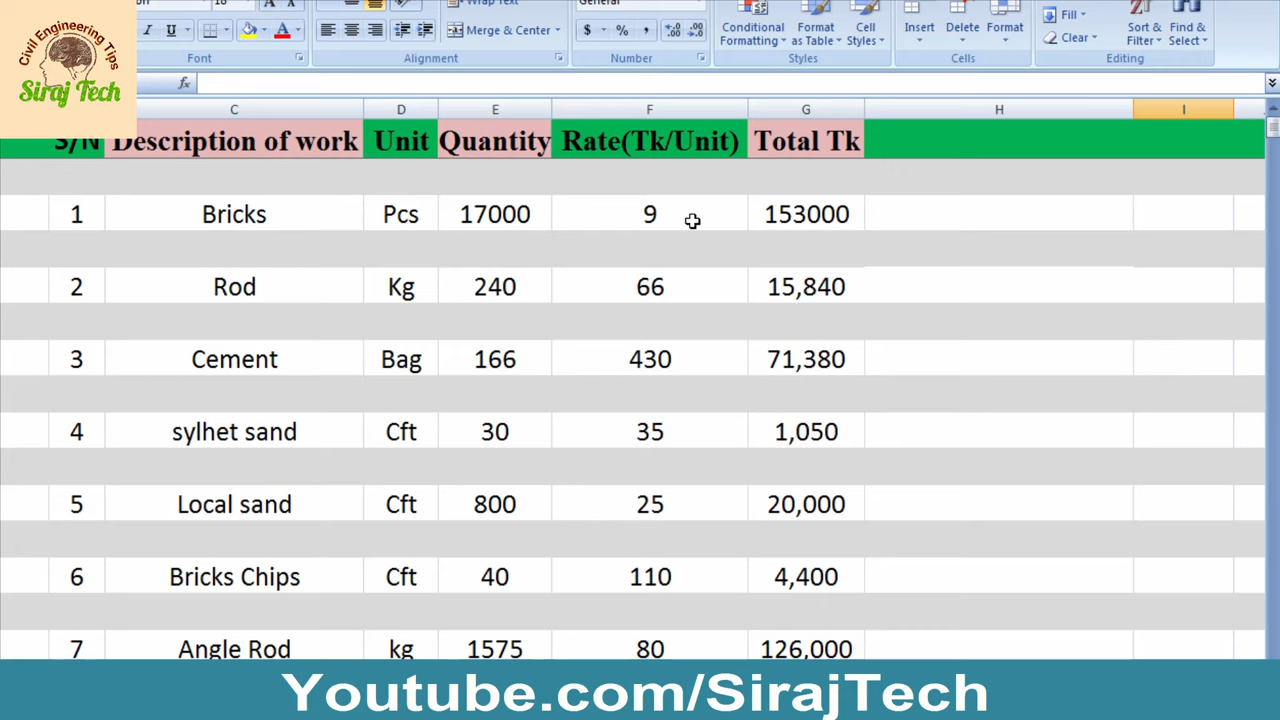 Civil Engineering Tips
Siraj Tech
18
Wrap Text
General
Merge & Center
$ % ,
Conditional Formatting
Format as Table
Cell Styles
Insert
Delete
Format
Fill
Clear
Sort & Filter
Find & Select
Font
Alignment
Number
Styles
Cells
Editing
fx
C D E F G H I
S/N Description of work Unit Quantity Rate(Tk/Unit) Total Tk
1 Bricks Pcs 17000 9 153000
2 Rod Kg 240 66 15,840
3 Cement Bag 166 430 71,380
4 sylhet sand Cft 30 35 1,050
5 Local sand Cft 800 25 20,000
6 Bricks Chips Cft 40 110 4,400
7 Angle Rod kg 1575 80 126,000
Youtube.com/SirajTech